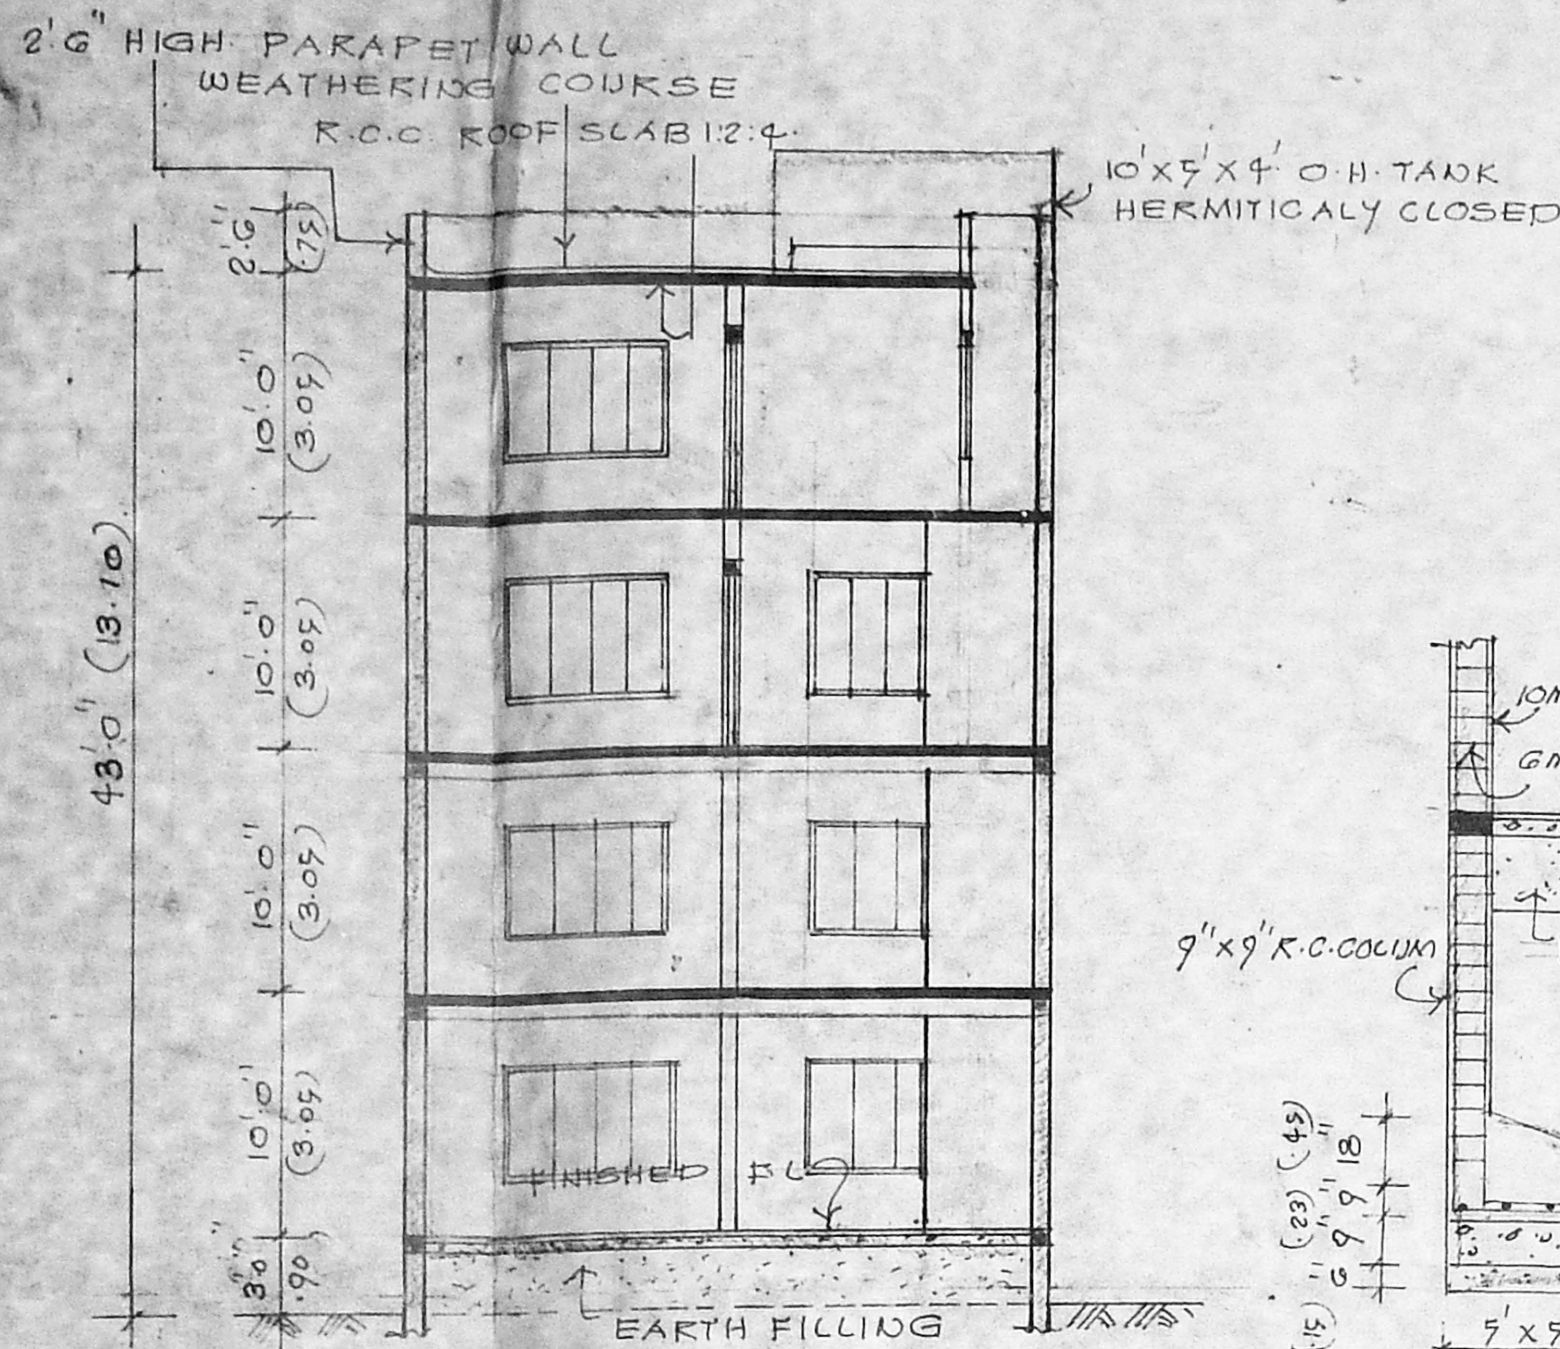 2'.6" HIGH PARAPET WALL
WEATHERING COURSE
R.C.C. ROOF SLAB 1:2:4.
10'X5'X4' O.H. TANK
HERMITICALY CLOSED
2'.6"
(.75)
10'.0"
(3.05)
10'.0"
(3.05)
43'.0" (13.10)
10'.0"
(3.05)
10'.0"
(3.05)
3'.0"
.90
FINISHED F L
EARTH FILLING
10M
6M
9"X9" R.C.COLUM
(.45)
18"
9"
(.23)
9"
6"
(.15)
5'X5